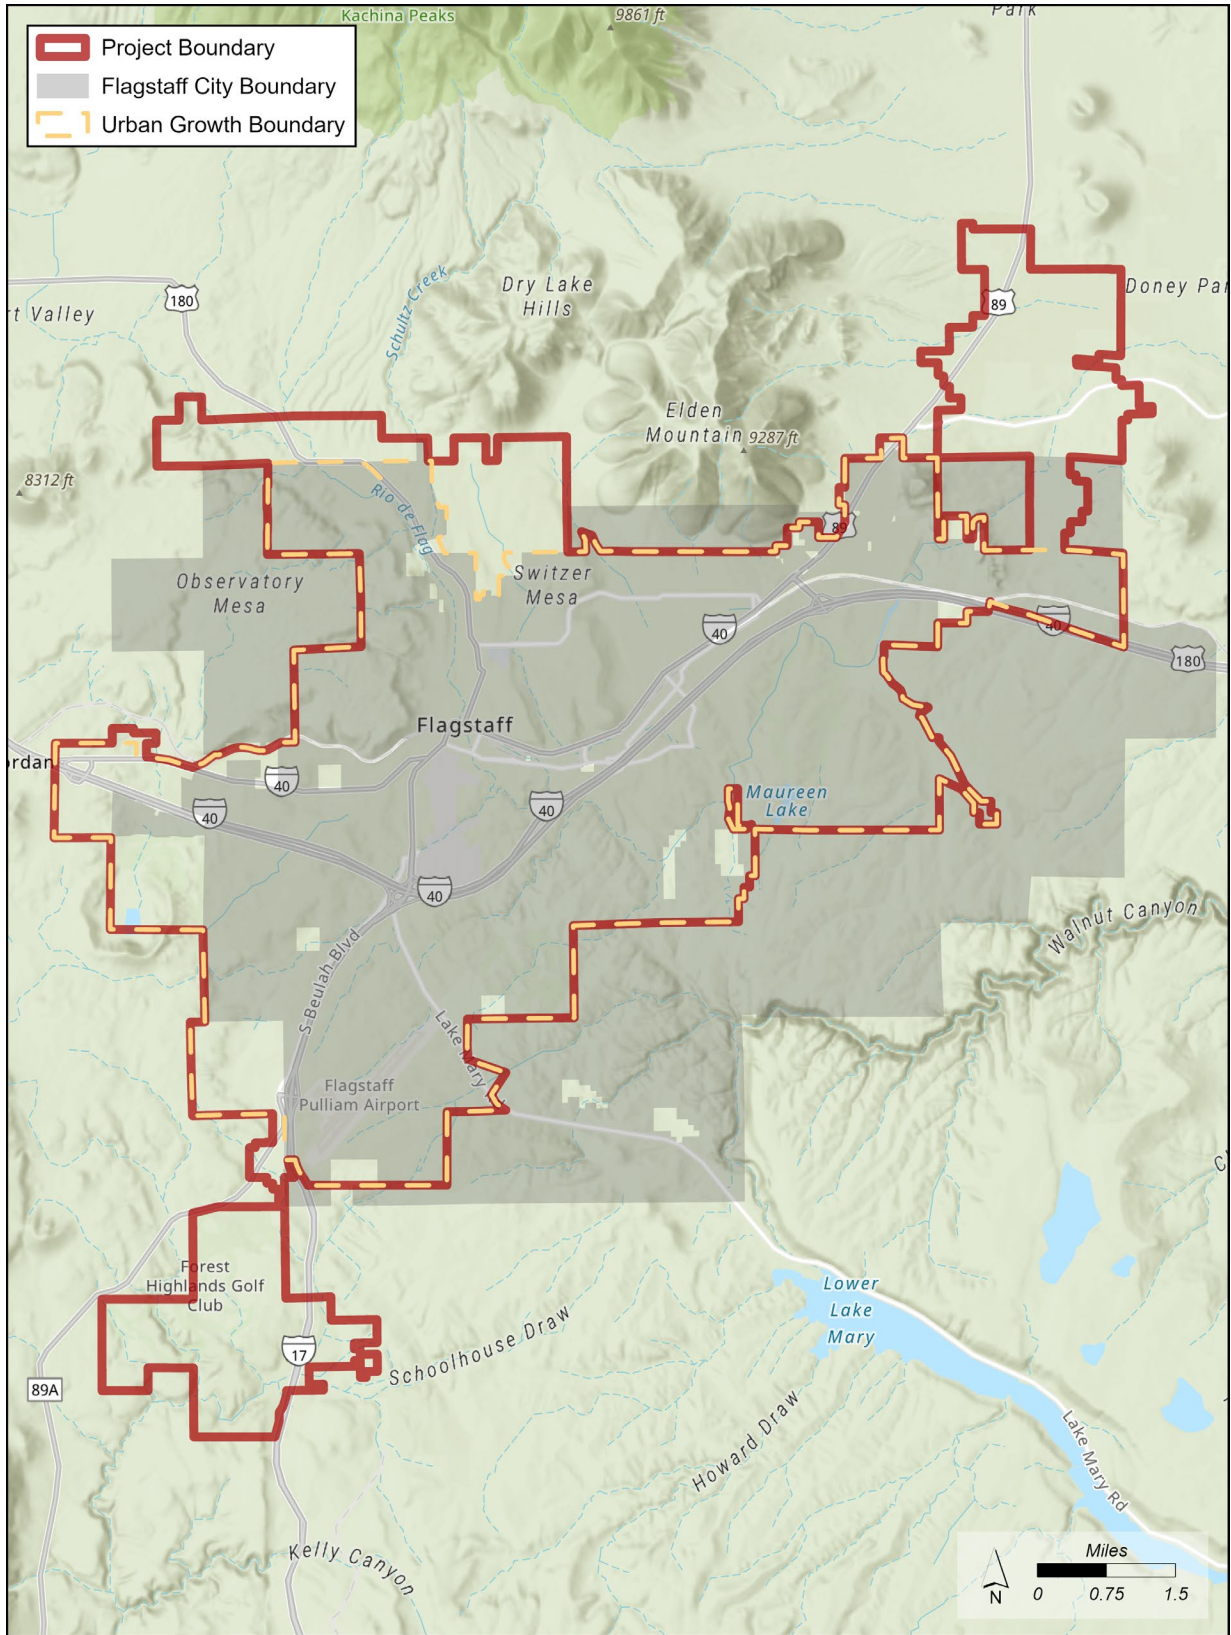 Kachina Peaks
9861 ft
Park
Project Boundary
Flagstaff City Boundary
Urban Growth Boundary
Dry Lake
Hills
Schultz Creek
180
rt Valley
89
Doney Par
Elden
Mountain
9287 ft
8312 ft
Rio de Flag
89
Observatory
Mesa
Switzer
Mesa
40
40
180
Flagstaff
ordan
40
40
40
Maureen
Lake
40
Walnut Canyon
S Beulah Blvd
Lake Mary
Flagstaff
Pulliam Airport
Forest
Highlands Golf
Club
Lower
Lake
Mary
17
Schoolhouse Draw
89A
Howard Draw
Lake Mary Rd
Kelly Canyon
Miles
N
0 0.75 1.5